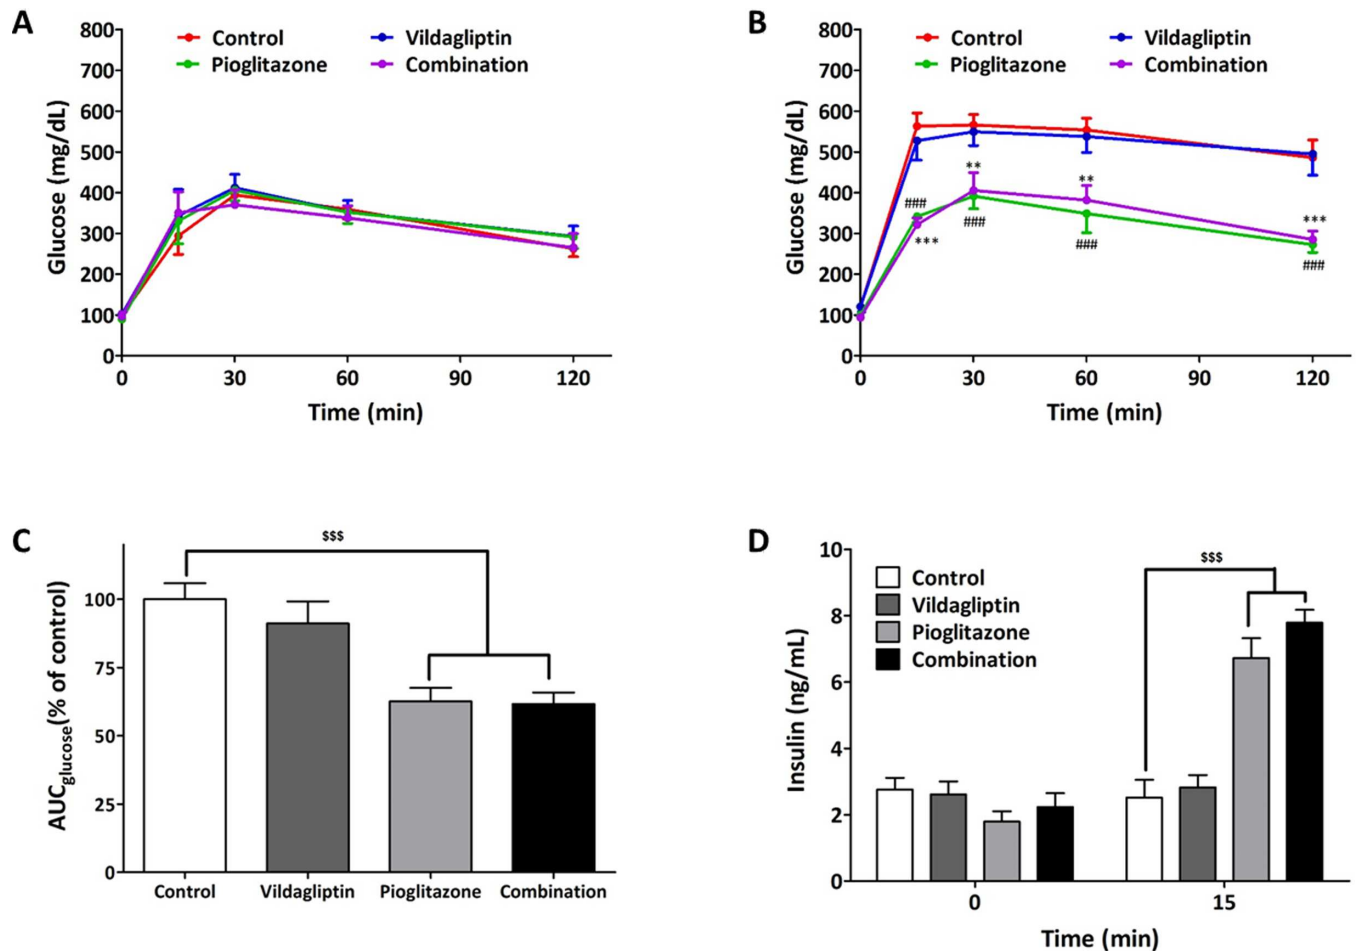 A
Control
Vildagliptin
Pioglitazone
Combination
Glucose (mg/dL)
800
700
600
500
400
300
200
100
0
0 30 60 90 120
Time (min)
B
Control
Vildagliptin
Pioglitazone
Combination
Glucose (mg/dL)
800
700
600
500
400
300
200
100
0
** **
### ***
*** ### ### ###
0 30 60 90 120
Time (min)
C
$$$
AUCglucose(% of control)
100
75
50
25
0
Control Vildagliptin Pioglitazone Combination
D
$$$
Control
Vildagliptin
Pioglitazone
Combination
Insulin (ng/mL)
10
8
6
4
2
0
0 15
Time (min)